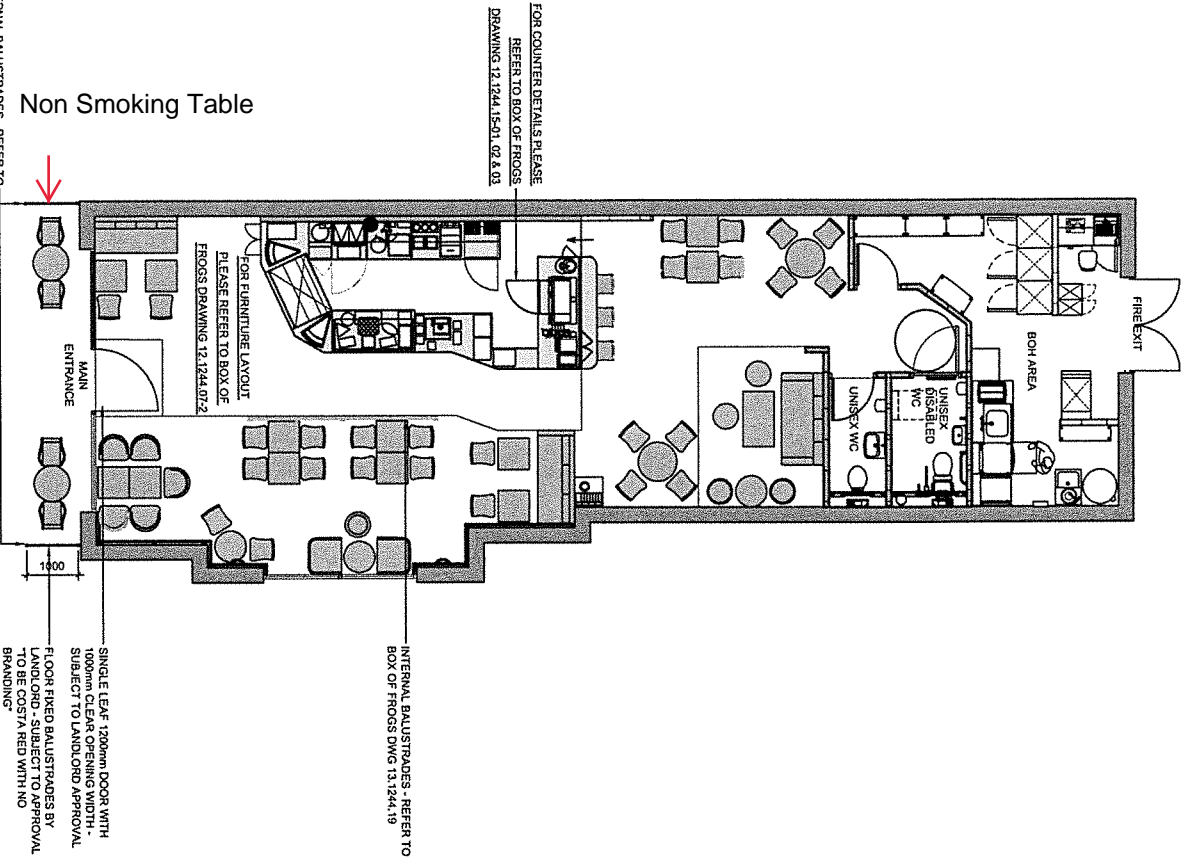 Non Smoking Table
FOR COUNTER DETAILS PLEASE
REFER TO BOX OF FROGS
DRAWING 12.1244.15-01, 02 & 03
BALUSTRADES - REFER TO
FOR FURNITURE LAYOUT
PLEASE REFER TO BOX OF
FROGS DRAWING 12.1244.07-2
MAIN
ENTRANCE
FIRE EXIT
BOH AREA
UNISEX
DISABLED
WC
UNISEX WC
1000
INTERNAL BALUSTRADES - REFER TO
BOX OF FROGS DWG 13.1244.19
SINGLE LEAF 1200mm DOOR WITH
1000mm CLEAR OPENING WIDTH -
SUBJECT TO LANDLORD APPROVAL
FLOOR FIXED BALUSTRADES BY
LANDLORD - SUBJECT TO APPROVAL
"TO BE COSTA RED WITH NO
BRANDING"